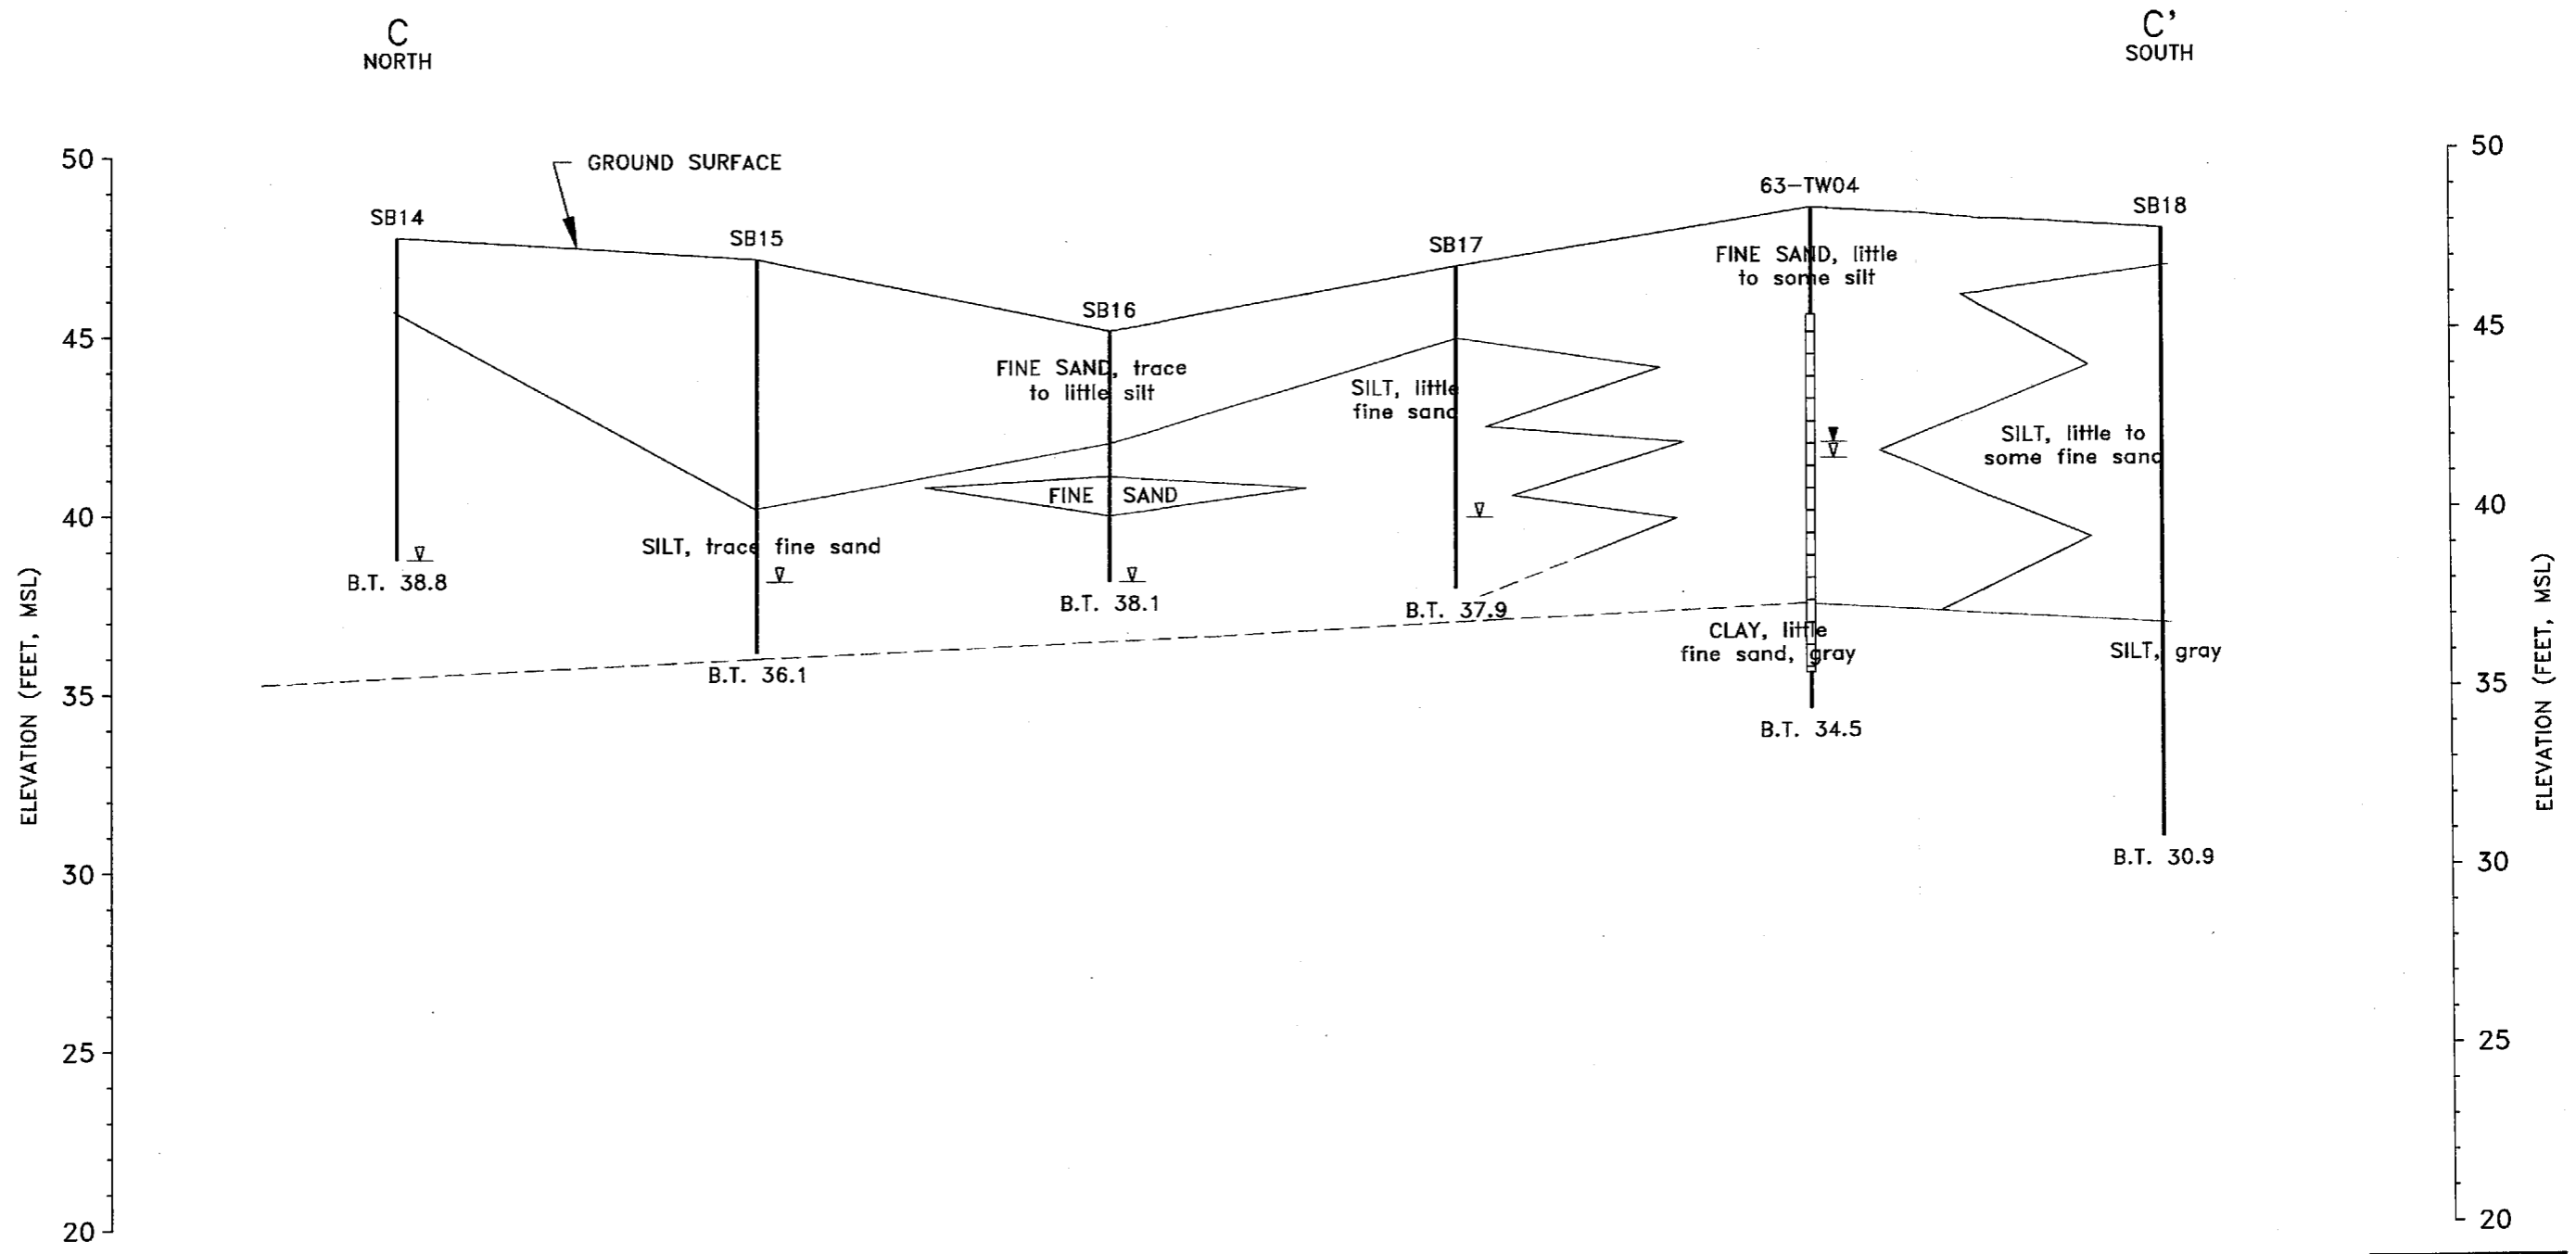 C
NORTH
C'
SOUTH
50
50
GROUND SURFACE
63-TW04
SB14
SB18
SB15
SB17
FINE SAND, little
to some silt
SB16
45
45
FINE SAND, trace
to little silt
SILT, little
fine sand
SILT, little to
some fine sand
FINE SAND
40
40
SILT, trace fine sand
B.T. 38.8
B.T. 38.1
B.T. 37.9
CLAY, little
fine sand, gray
SILT, gray
B.T. 36.1
35
35
B.T. 34.5
ELEVATION (FEET, MSL)
ELEVATION (FEET, MSL)
B.T. 30.9
30
30
25
25
20
20